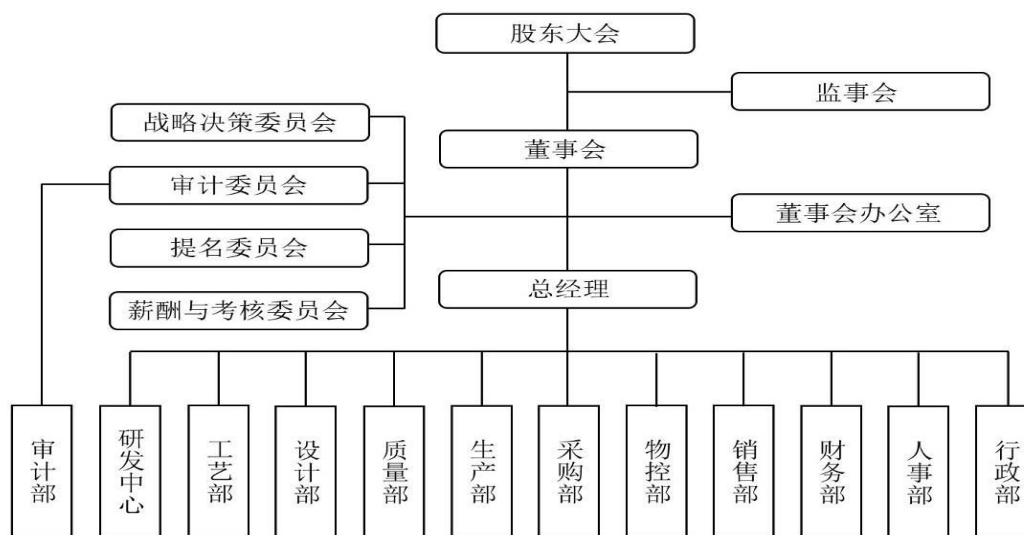 股东大会
监事会
战略决策委员会
董事会
审计委员会
董事会办公室
提名委员会
总经理
薪酬与考核委员会
审计部
研发中心
工艺部
设计部
质量部
生产部
采购部
物控部
销售部
财务部
人事部
行政部